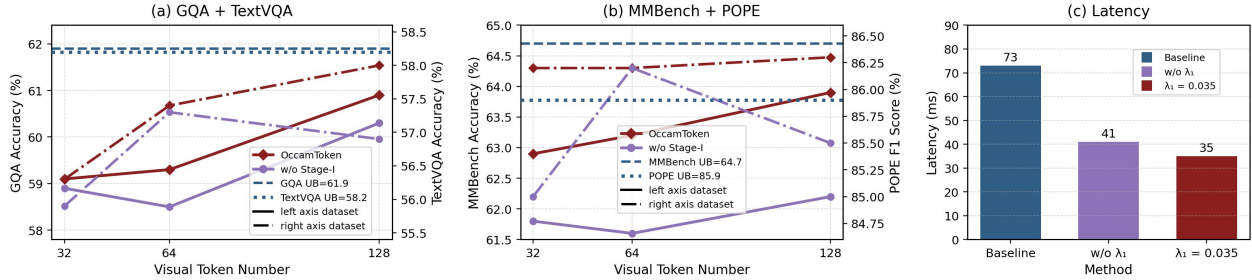 (a) GQA + TextVQA
GQA Accuracy (%)
62
61
60
59
58
58.5
58.0
57.5
57.0
56.5
56.0
55.5
TextVQA Accuracy (%)
OccamToken
w/o Stage-I
GQA UB=61.9
TextVQA UB=58.2
left axis dataset
right axis dataset
32
64
128
Visual Token Number
(b) MMBench + POPE
MMBench Accuracy (%)
65.0
64.5
64.0
63.5
63.0
62.5
62.0
61.5
86.50
86.25
86.00
85.75
85.50
85.25
85.00
84.75
POPE F1 Score (%)
OccamToken
w/o Stage-I
MMBench UB=64.7
POPE UB=85.9
left axis dataset
right axis dataset
32
64
128
Visual Token Number
(c) Latency
Latency (ms)
90
80
70
60
50
40
30
20
10
0
73
41
35
Baseline
w/o λ₁
λ₁ = 0.035
Baseline
w/o λ₁
λ₁ = 0.035
Method